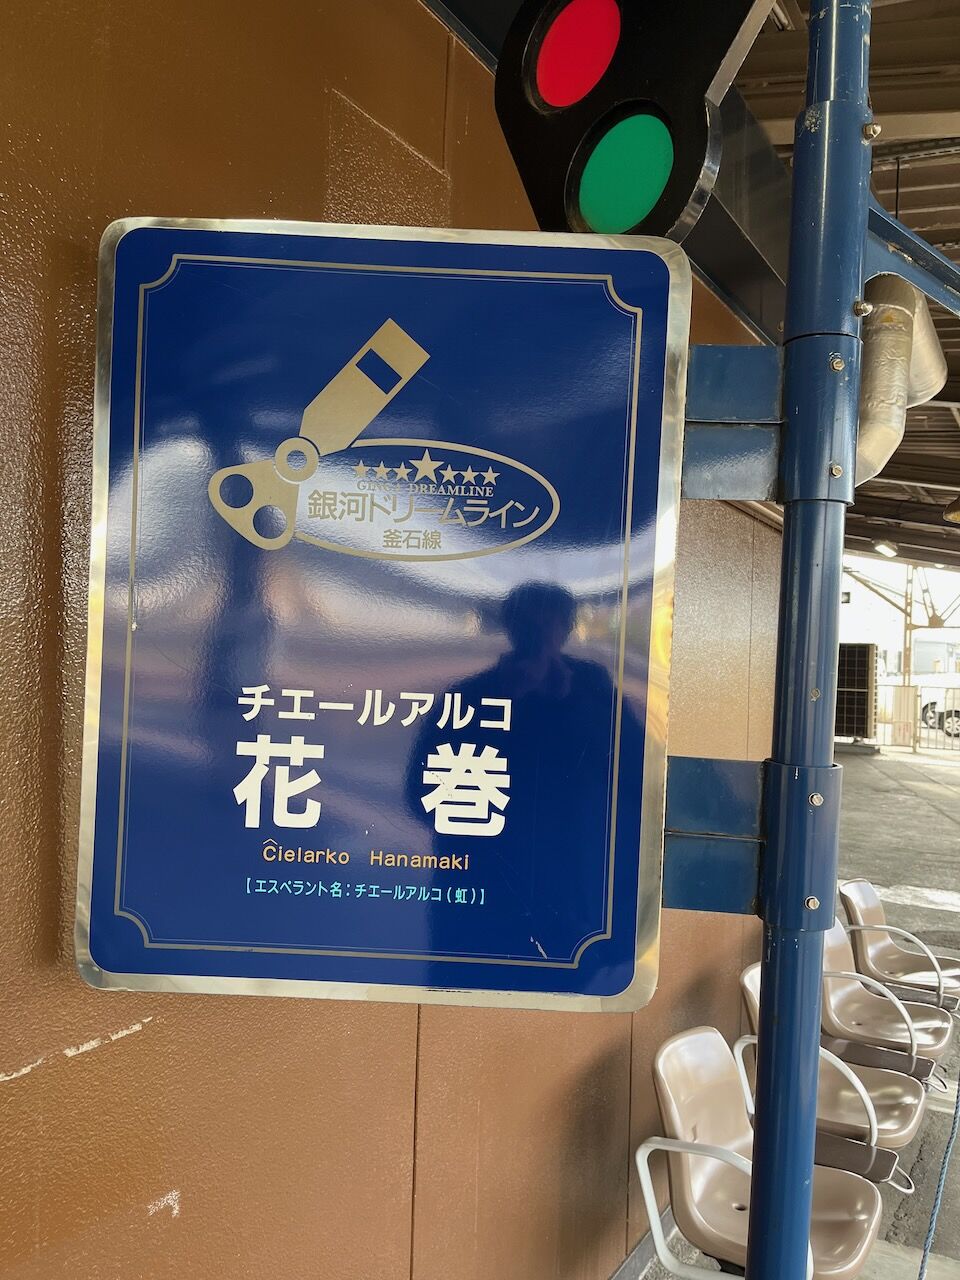 GINGA DREAMLINE
銀河ドリームライン
釜石線
チエールアルコ
花巻
Ĉielarko Hanamaki
【エスペラント名：チエールアルコ（虹）】